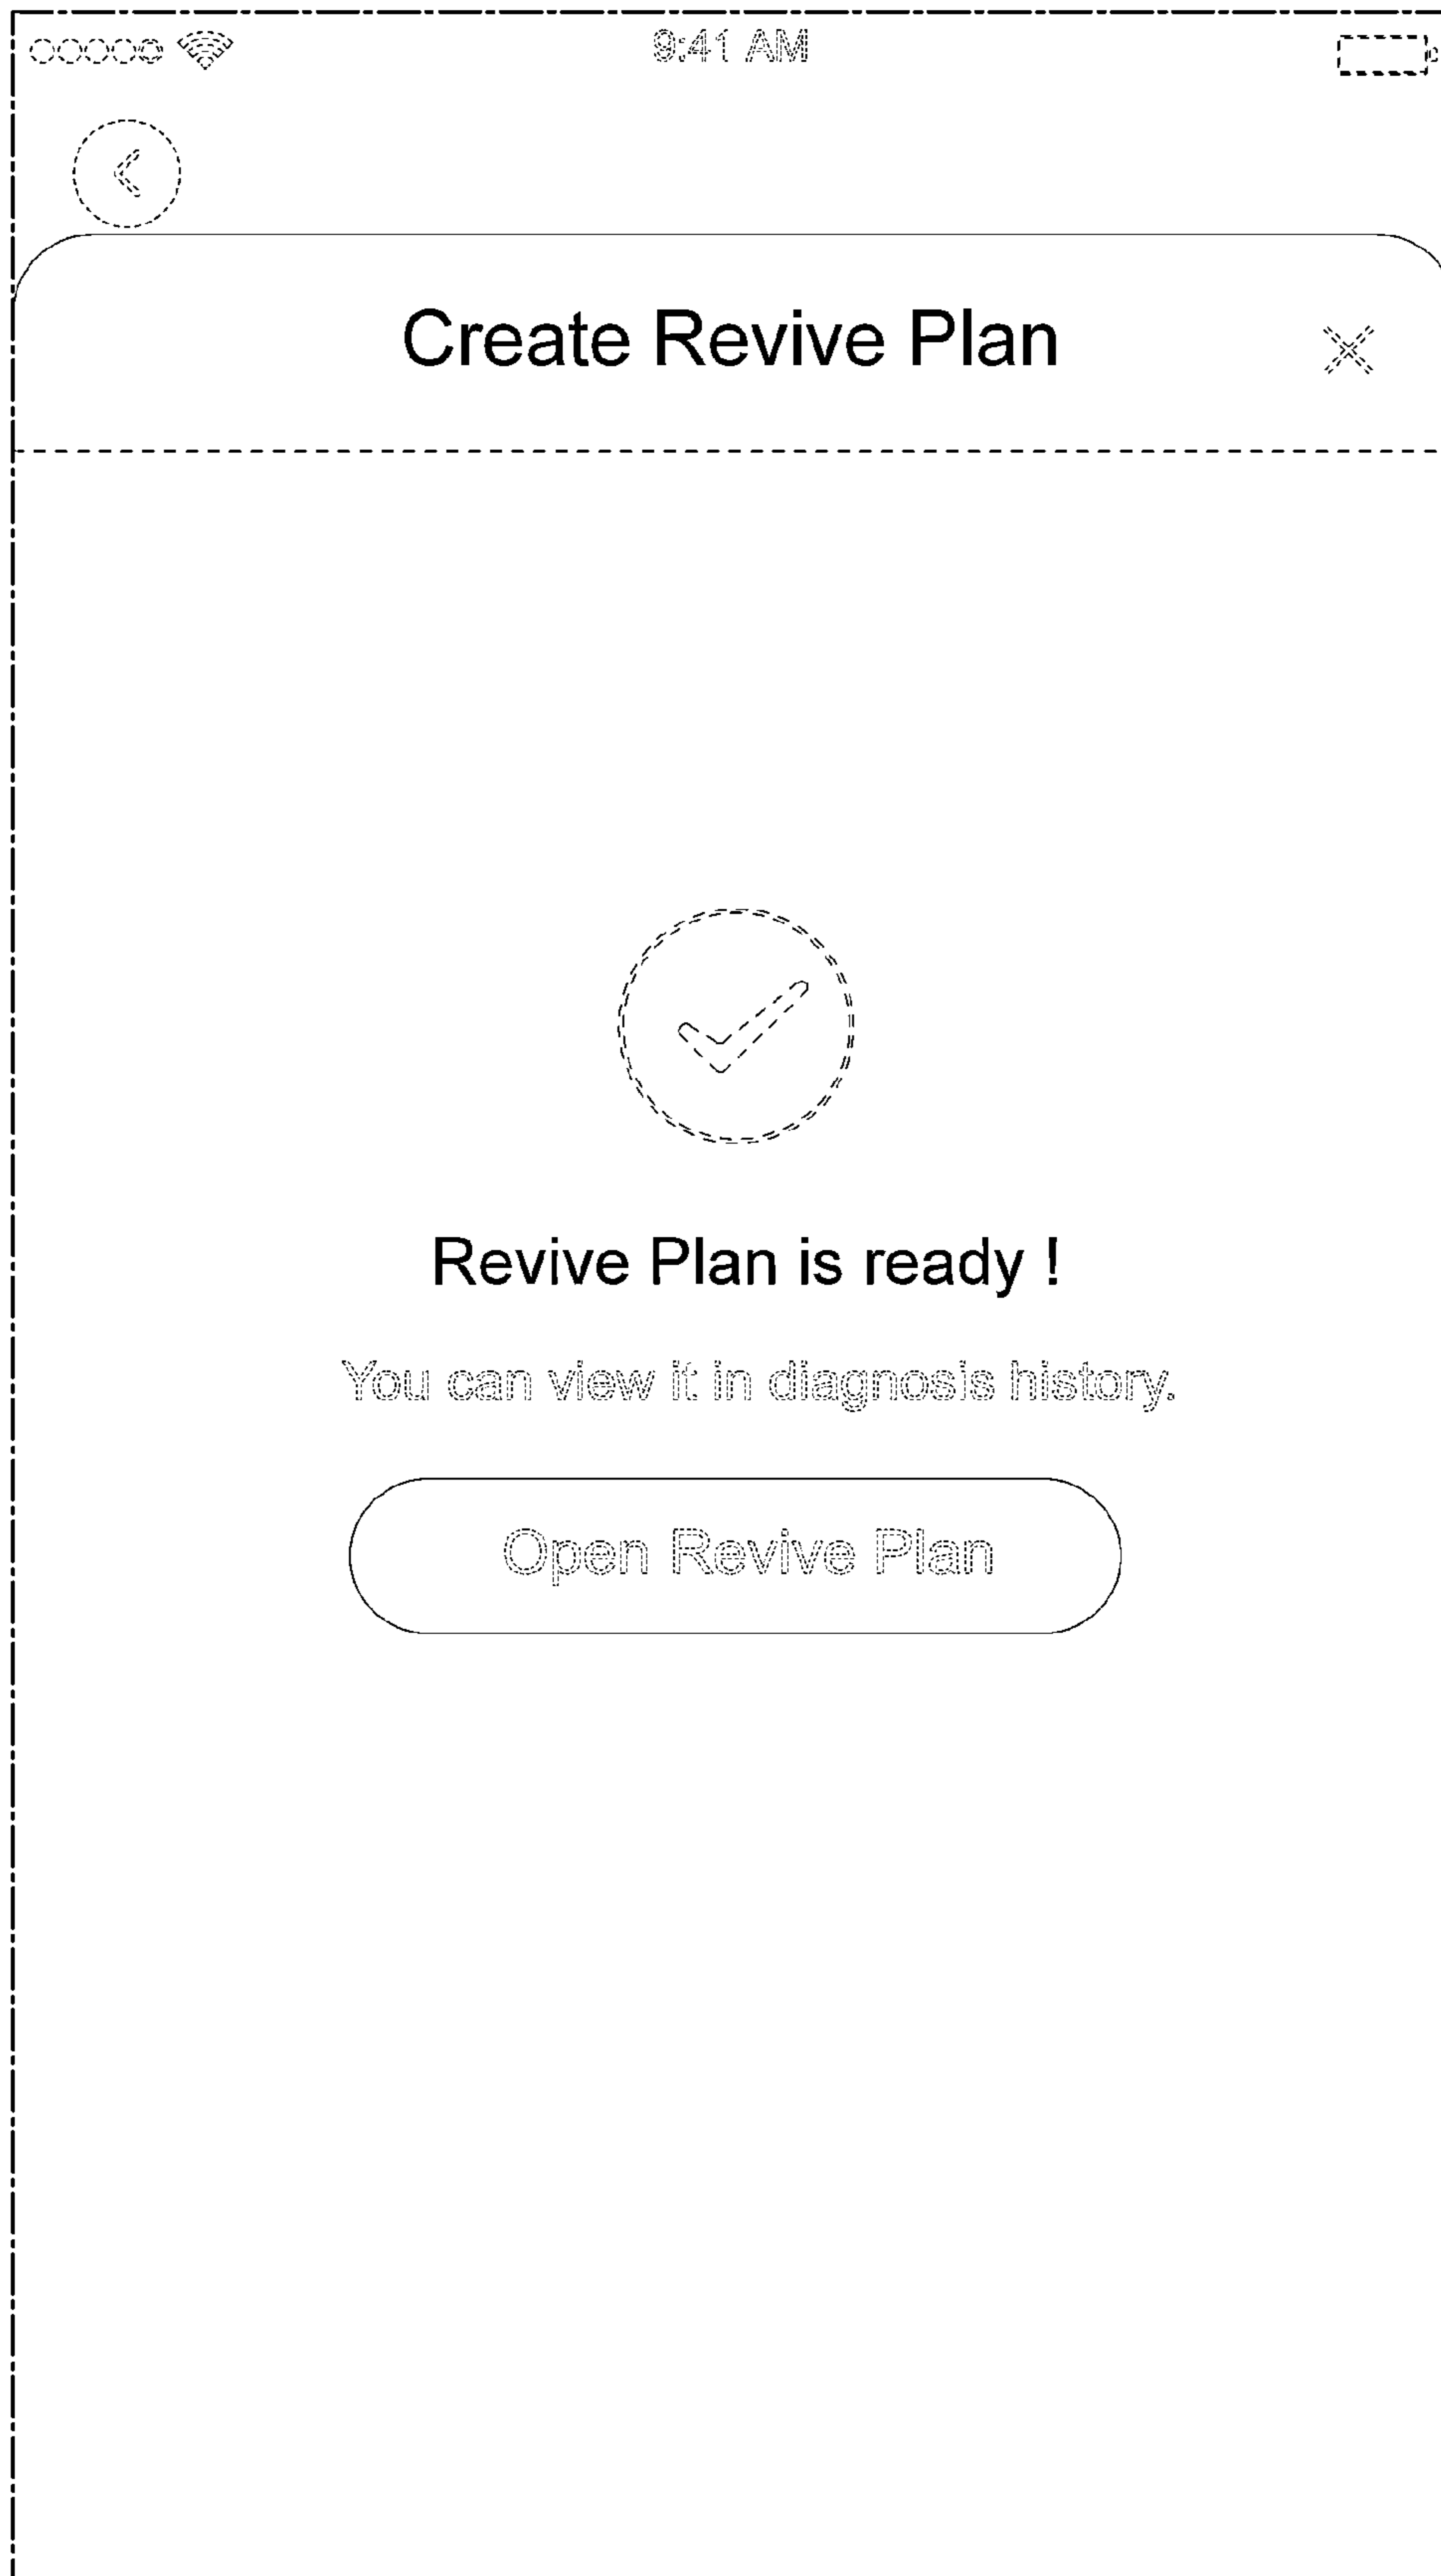 9:41 AM
Create Revive Plan
Revive Plan is ready !
You can view it in diagnosis history.
Open Revive Plan